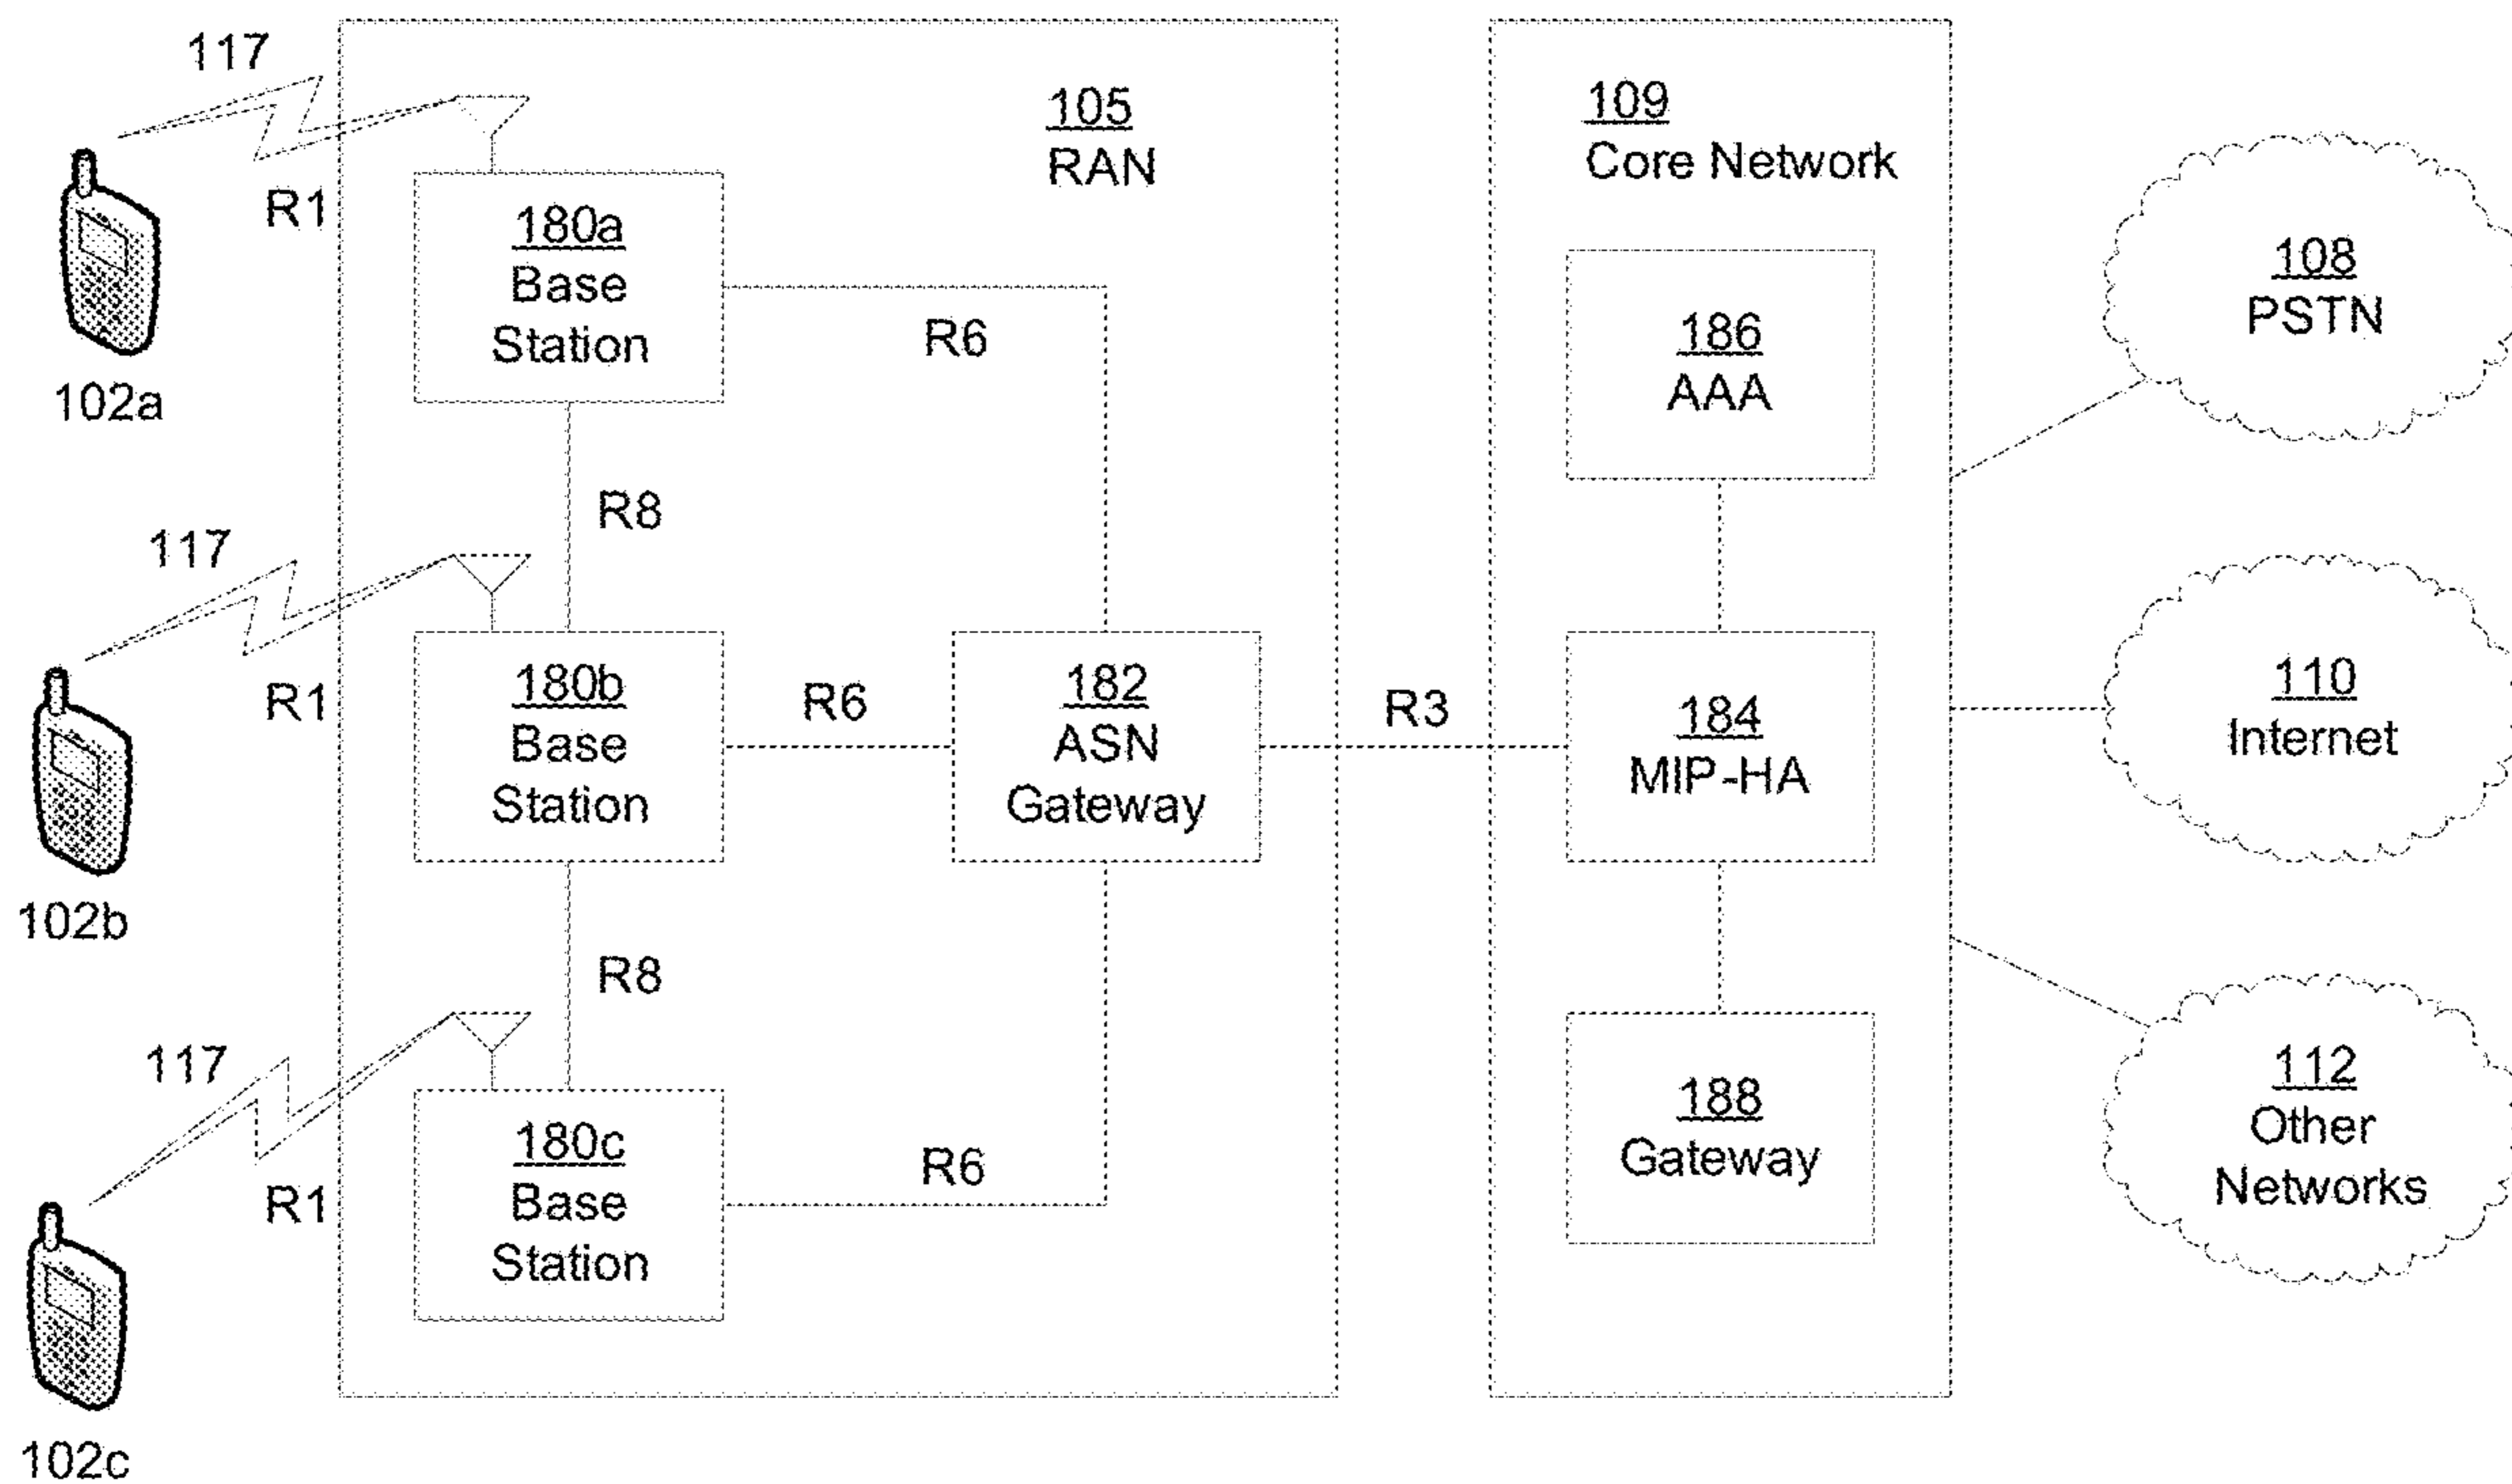 117
R1
102a
105
RAN
180a
Base
Station
R6
R8
117
R1
102b
180b
Base
Station
R6
182
ASN
Gateway
R3
R8
117
R1
102c
180c
Base
Station
R6
109
Core Network
186
AAA
184
MIP-HA
188
Gateway
108
PSTN
110
Internet
112
Other
Networks